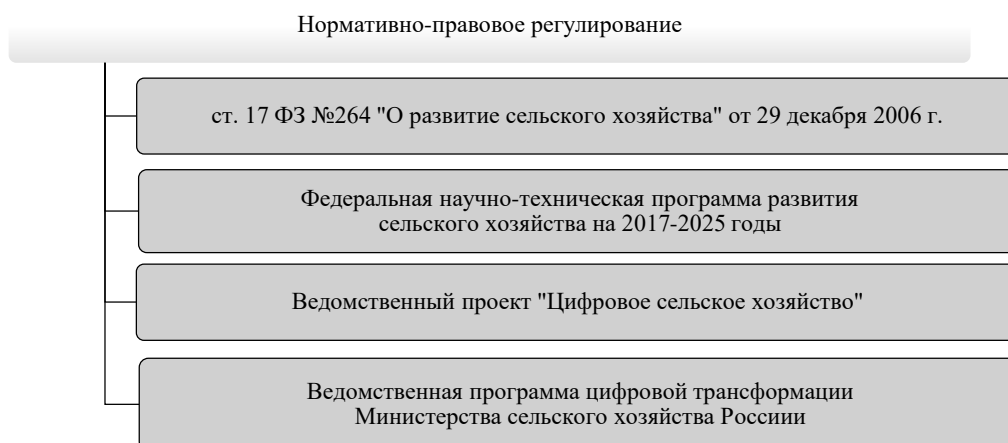 Нормативно-правовое регулирование
ст. 17 ФЗ №264 "О развитие сельского хозяйства" от 29 декабря 2006 г.
Федеральная научно-техническая программа развития
сельского хозяйства на 2017-2025 годы
Ведомственный проект "Цифровое сельское хозяйство"
Ведомственная программа цифровой трансформации
Министерства сельского хозяйства Россиии